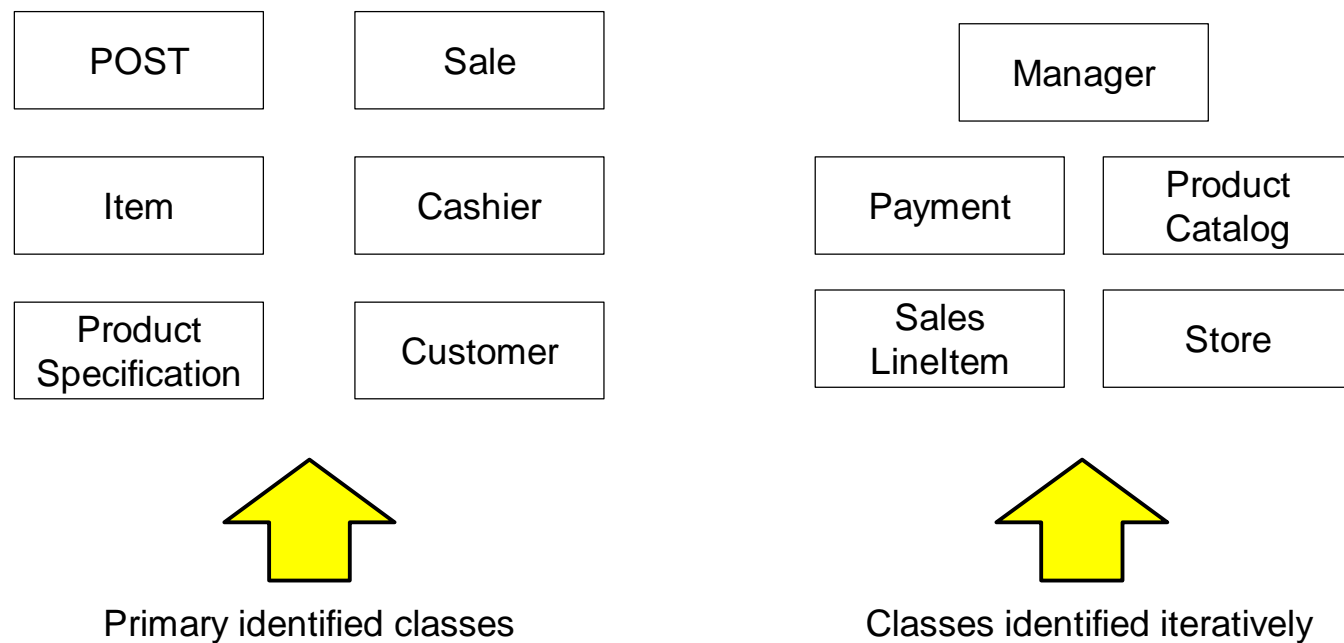 POST
Sale
Item
Cashier
Product
Specification
Customer
Primary identified classes
Manager
Payment
Product
Catalog
Sales
LineItem
Store
Classes identified iteratively